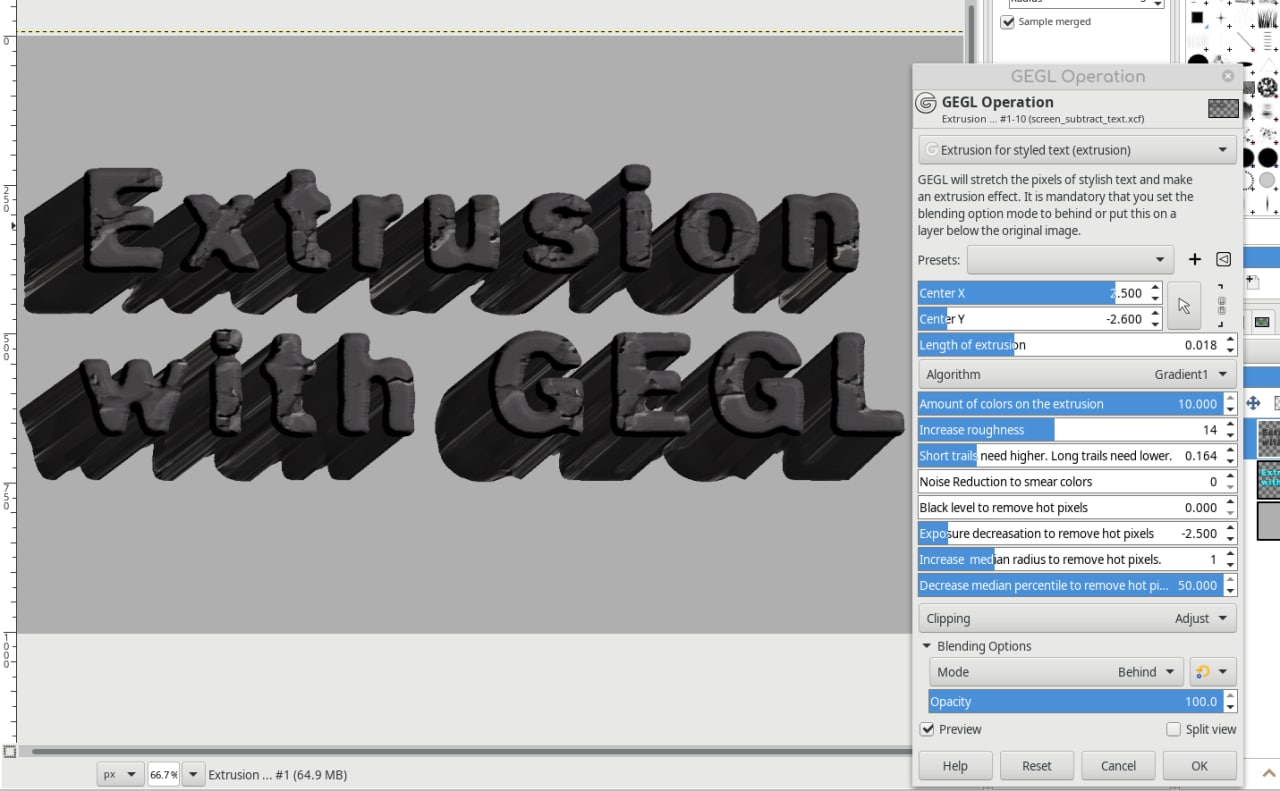 Sample merged
0
250
500
750
1000
Extrusion
with GEGL
GEGL Operation
GEGL Operation
Extrusion ... #1-10 (screen_subtract_text.xcf)
Extrusion for styled text (extrusion)
GEGL will stretch the pixels of stylish text and make
an extrusion effect. It is mandatory that you set the
blending option mode to behind or put this on a
layer below the original image.
Presets:
Center X 2.500
Center Y -2.600
Length of extrusion 0.018
Algorithm Gradient1
Amount of colors on the extrusion 10.000
Increase roughness 14
Short trails need higher. Long trails need lower. 0.164
Noise Reduction to smear colors 0
Black level to remove hot pixels 0.000
Exposure decreasation to remove hot pixels -2.500
Increase median radius to remove hot pixels. 1
Decrease median percentile to remove hot pi... 50.000
Clipping Adjust
Blending Options
Mode Behind
Opacity 100.0
Preview Split view
Help Reset Cancel OK
px 66.7% Extrusion ... #1 (64.9 MB)